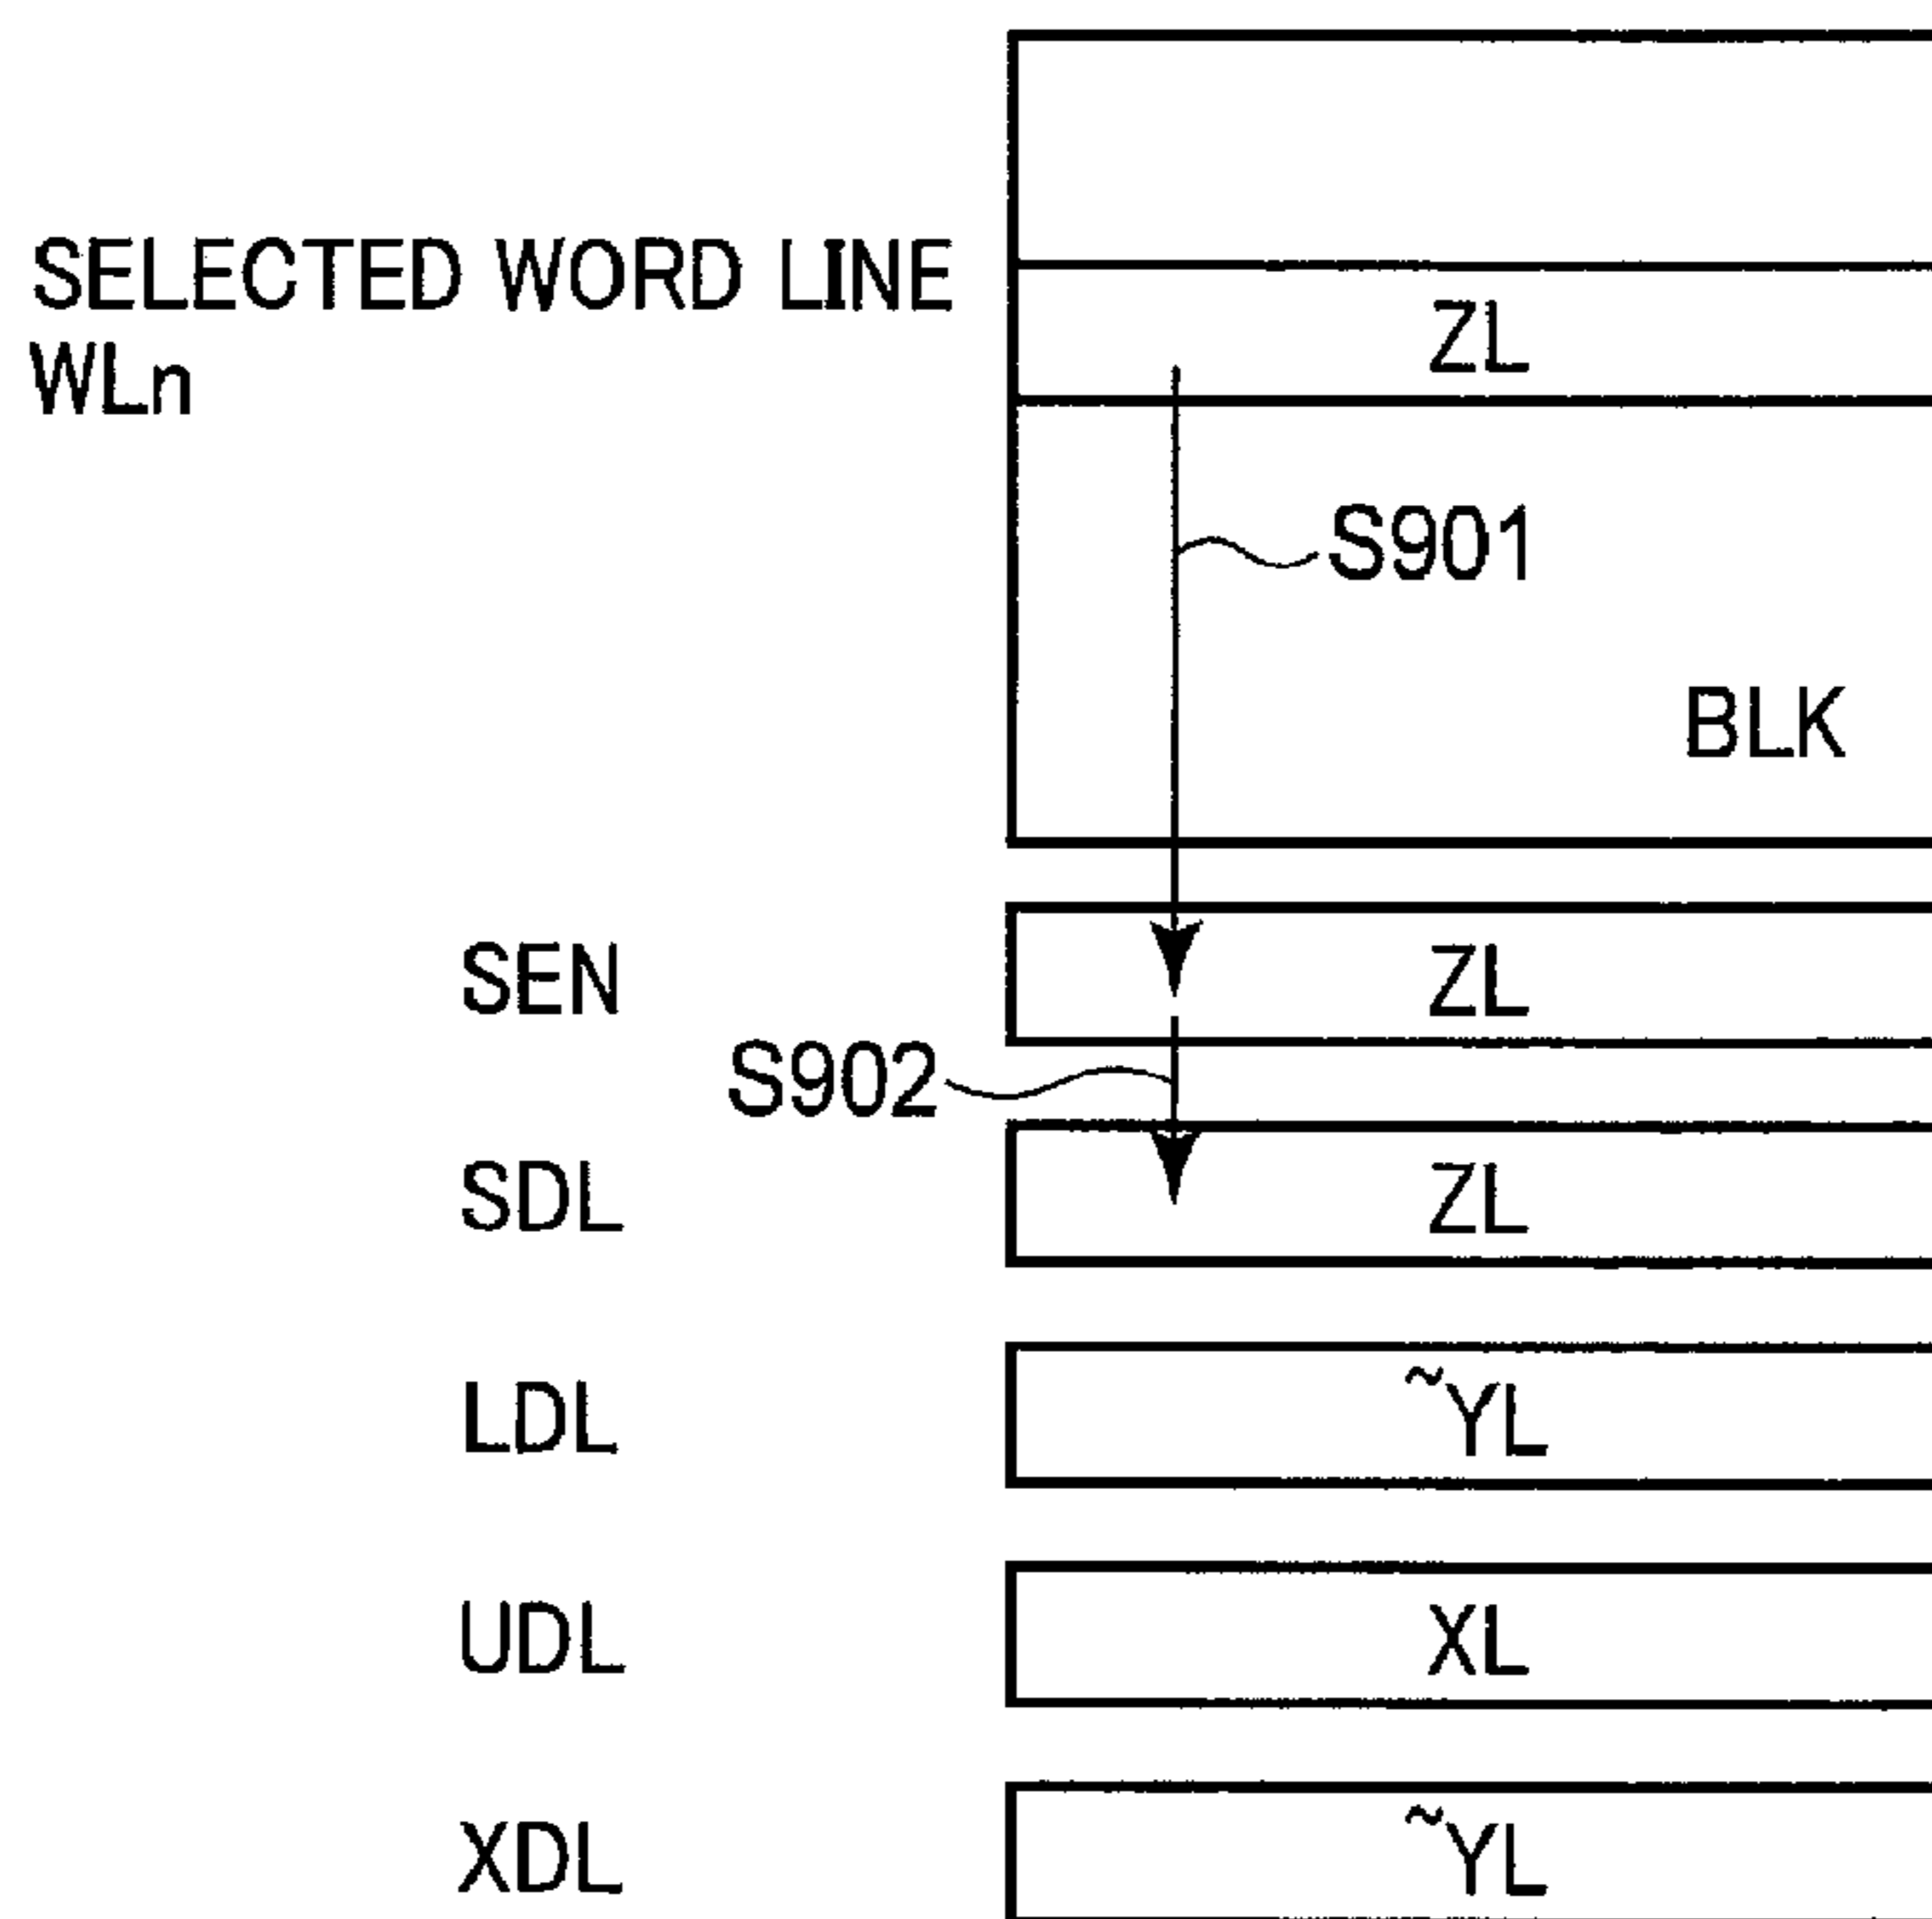 SELECTED WORD LINE
WLn
ZL
S901
BLK
SEN
ZL
S902
SDL
ZL
LDL
~YL
UDL
XL
XDL
~YL